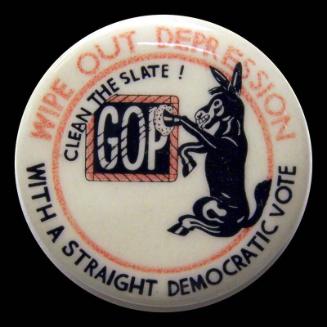 WIPE OUT DEPRESSION
CLEAN THE SLATE !
GOP
WITH A STRAIGHT DEMOCRATIC VOTE